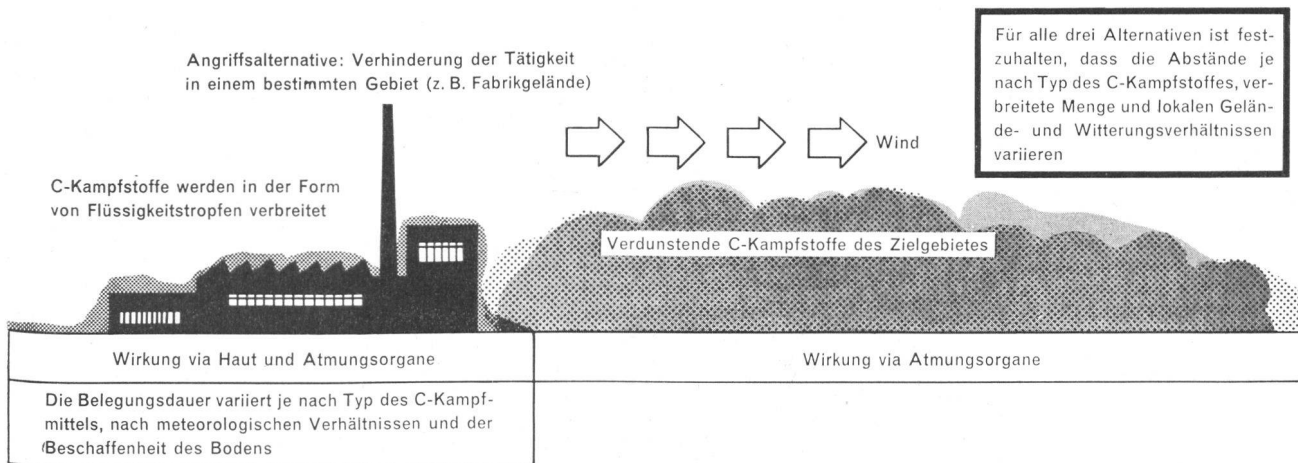 Angriffsalternative: Verhinderung der Tätigkeit
in einem bestimmten Gebiet (z. B. Fabrikgelände)
Für alle drei Alternativen ist fest-
zuhalten, dass die Abstände je
nach Typ des C-Kampfstoffes, ver-
breitete Menge und lokalen Gelän-
de- und Witterungsverhältnissen
variieren
Wind
C-Kampfstoffe werden in der Form
von Flüssigkeitstropfen verbreitet
Verdunstende C-Kampfstoffe des Zielgebietes
Wirkung via Haut und Atmungsorgane
Wirkung via Atmungsorgane
Die Belegungsdauer variiert je nach Typ des C-Kampf-
mittels, nach meteorologischen Verhältnissen und der
Beschaffenheit des Bodens